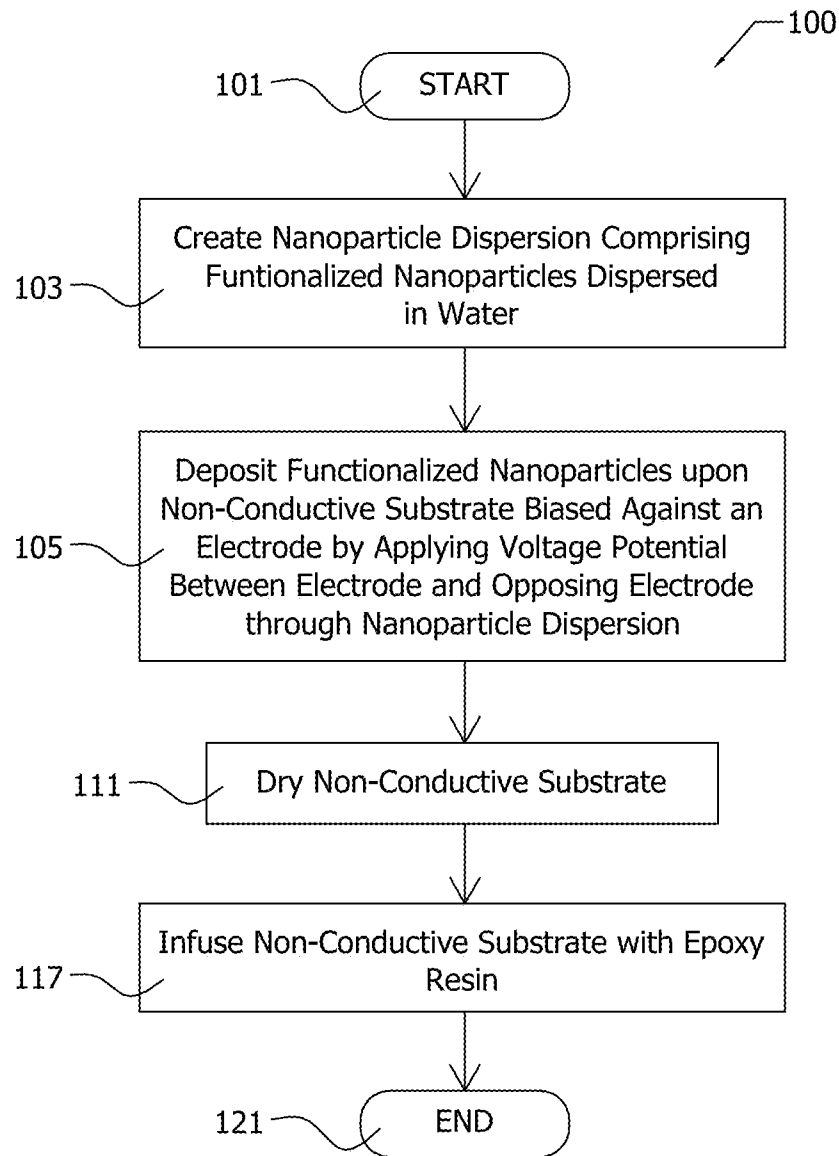 100
101
START
103
Create Nanoparticle Dispersion Comprising
Funtionalized Nanoparticles Dispersed
in Water
105
Deposit Functionalized Nanoparticles upon
Non-Conductive Substrate Biased Against an
Electrode by Applying Voltage Potential
Between Electrode and Opposing Electrode
through Nanoparticle Dispersion
111
Dry Non-Conductive Substrate
117
Infuse Non-Conductive Substrate with Epoxy
Resin
121
END